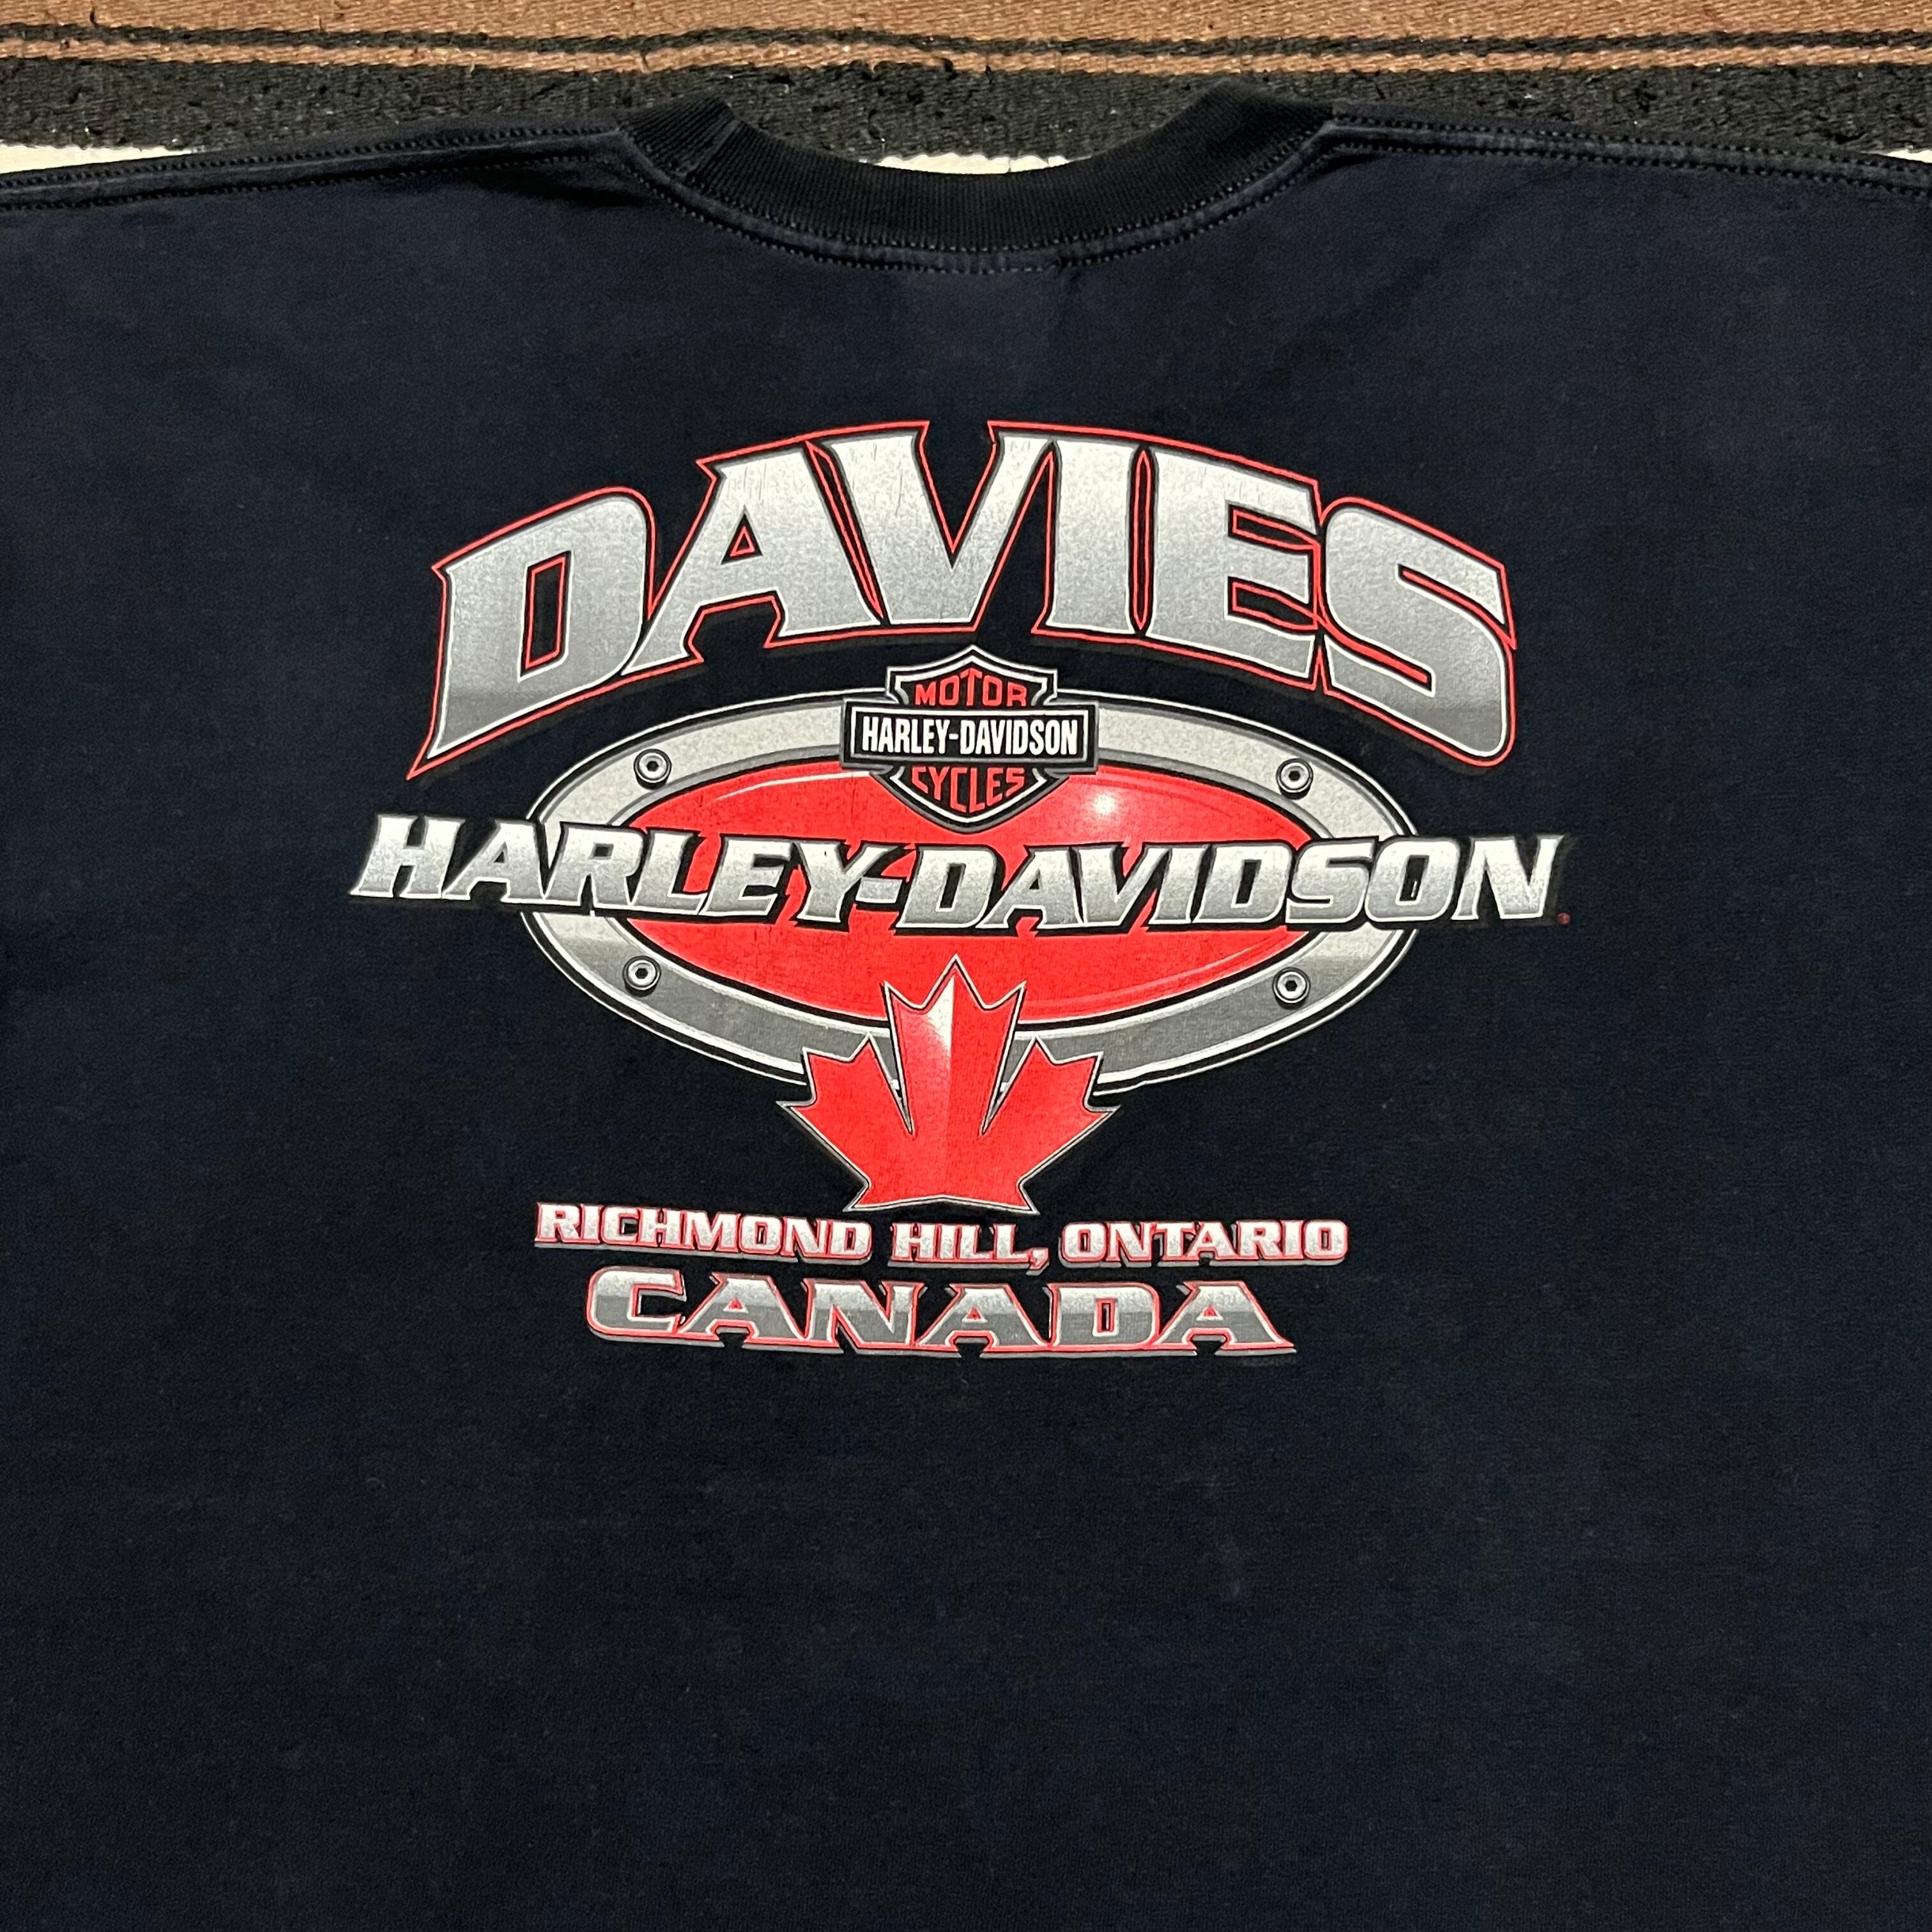 DAVIES
MOTOR
HARLEY-DAVIDSON
CYCLES
HARLEY-DAVIDSON.
RICHMOND HILL, ONTARIO
CANADA